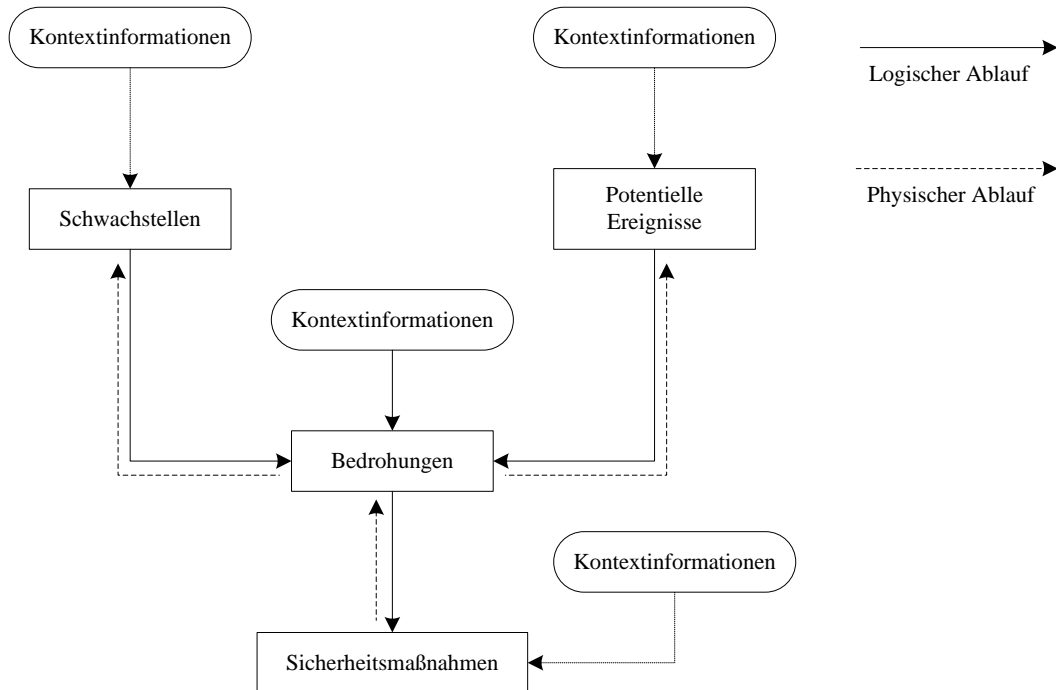 Kontextinformationen
Kontextinformationen
Logischer Ablauf
Physischer Ablauf
Schwachstellen
Potentielle
Ereignisse
Kontextinformationen
Bedrohungen
Kontextinformationen
Sicherheitsmaßnahmen